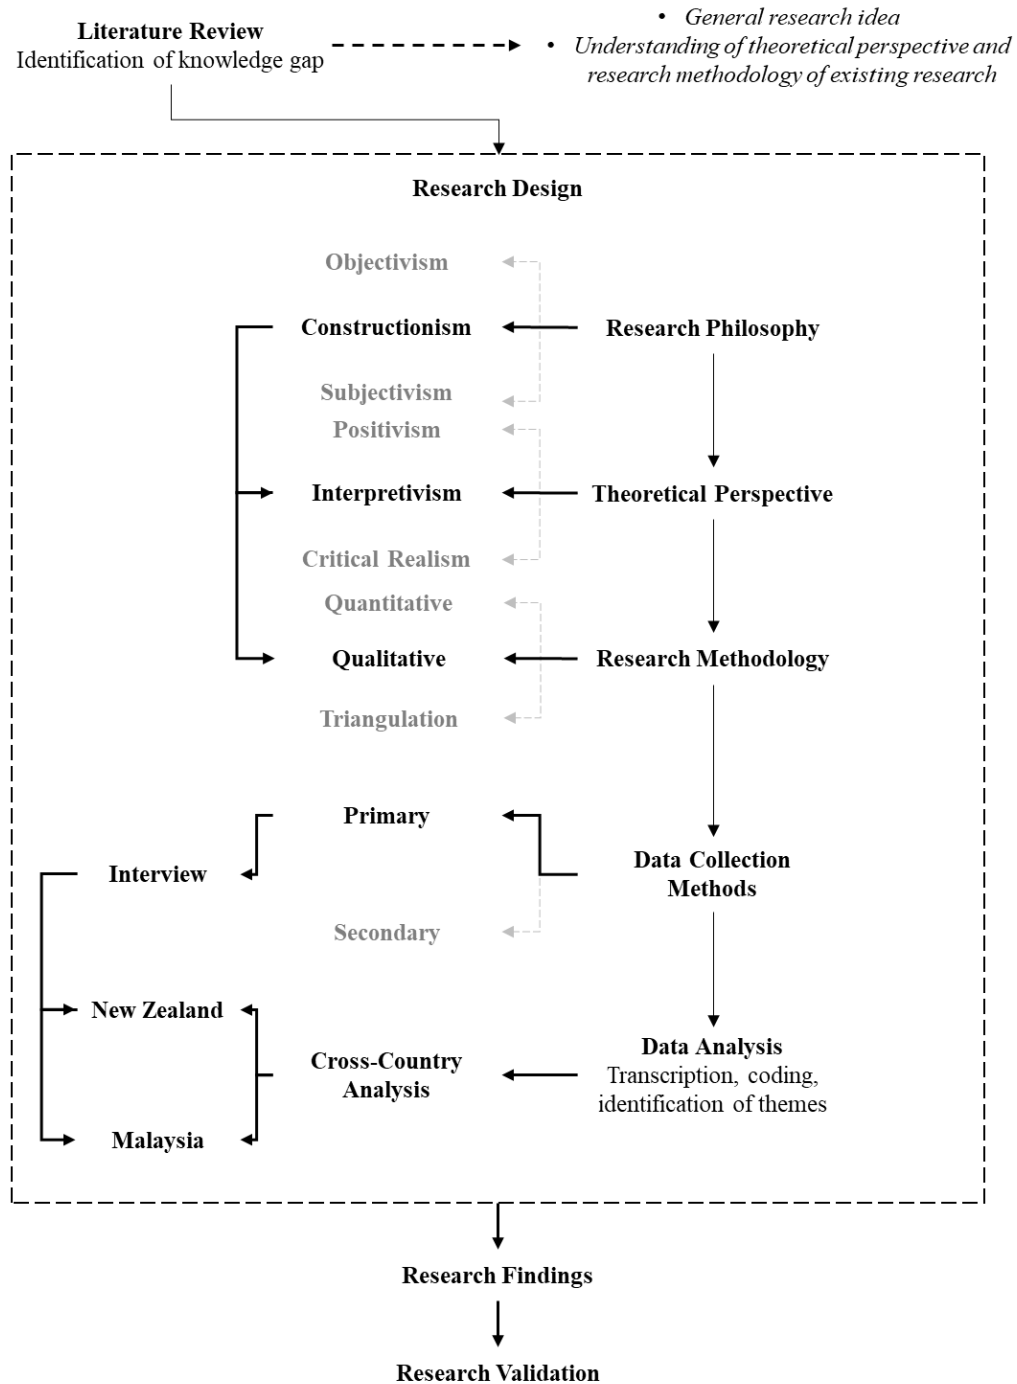 Literature Review
Identification of knowledge gap
• General research idea
• Understanding of theoretical perspective and
research methodology of existing research
Research Design
Objectivism
Constructionism
Research Philosophy
Subjectivism
Positivism
Interpretivism
Theoretical Perspective
Critical Realism
Quantitative
Qualitative
Research Methodology
Triangulation
Primary
Data Collection
Methods
Interview
Secondary
New Zealand
Cross-Country
Analysis
Data Analysis
Transcription, coding,
identification of themes
Malaysia
Research Findings
Research Validation